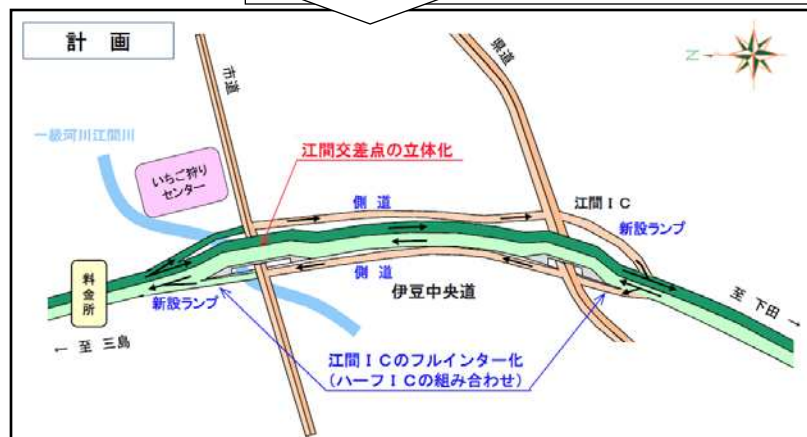 計 画
市道
県道
N
一級河川江間川
いちご狩り
センター
江間交差点の立体化
側 道
江間ＩＣ
新設ランプ
料金所
側 道
新設ランプ
伊豆中央道
至 下田 →
← 至 三島
江間ＩＣのフルインター化
（ハーフＩＣの組み合わせ）